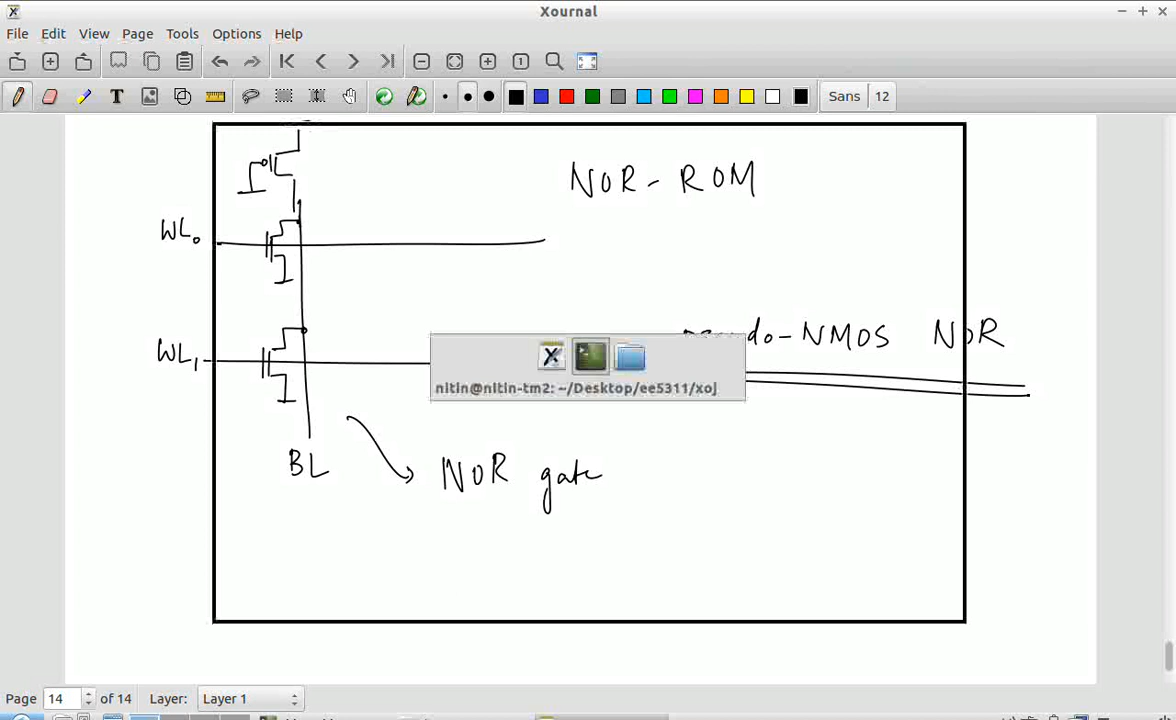 Xournal
File Edit View Page Tools Options Help
Sans 12
NOR - ROM
WL0
pseudo-NMOS NOR
WL1
nitin@nitin-tm2: ~/Desktop/ee5311/xoj
BL
NOR gate
Page 14 of 14 Layer: Layer 1